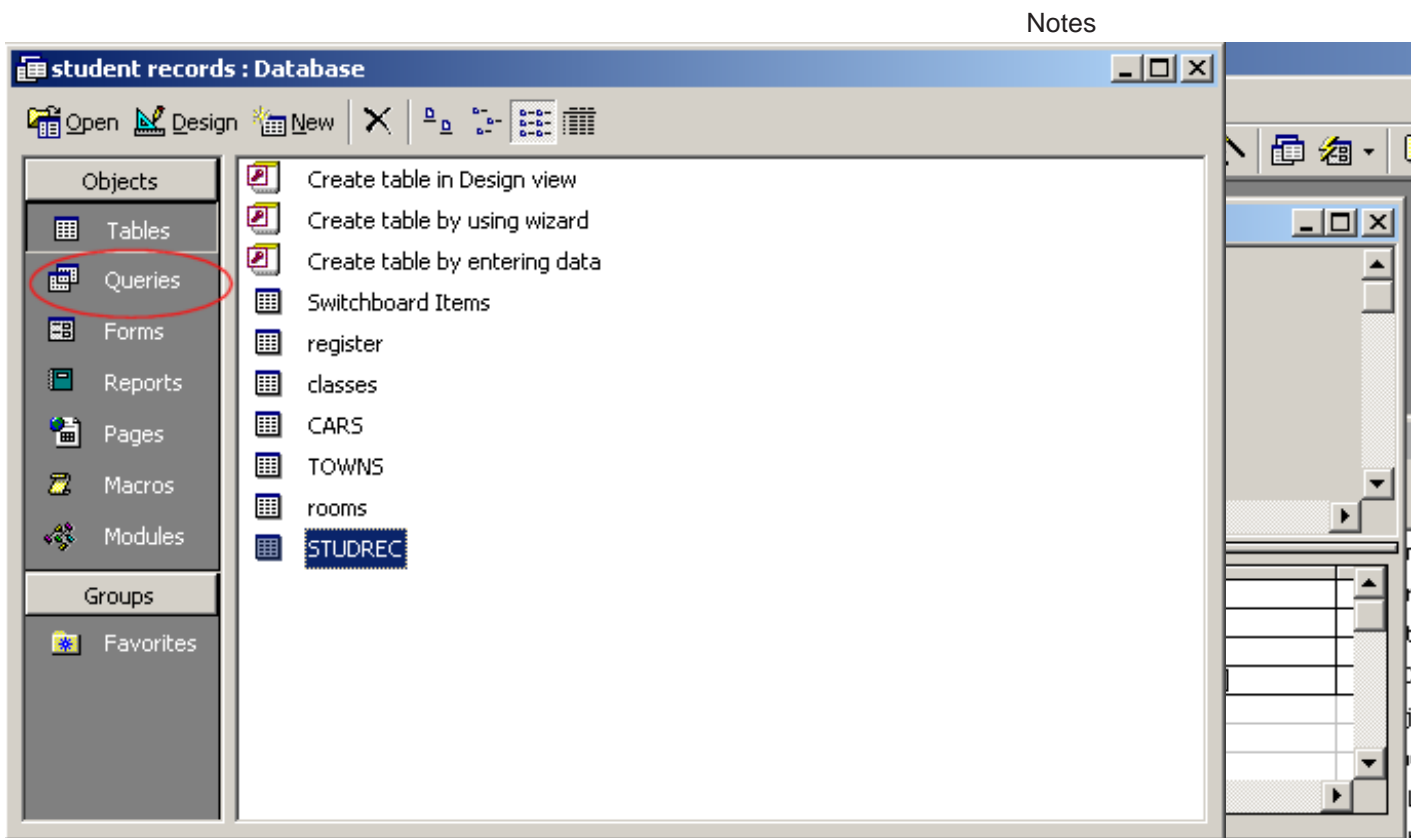 Notes
student records : Database
Open Design New
Objects
Tables
Queries
Forms
Reports
Pages
Macros
Modules
Groups
Favorites
Create table in Design view
Create table by using wizard
Create table by entering data
Switchboard Items
register
classes
CARS
TOWNS
rooms
STUDREC